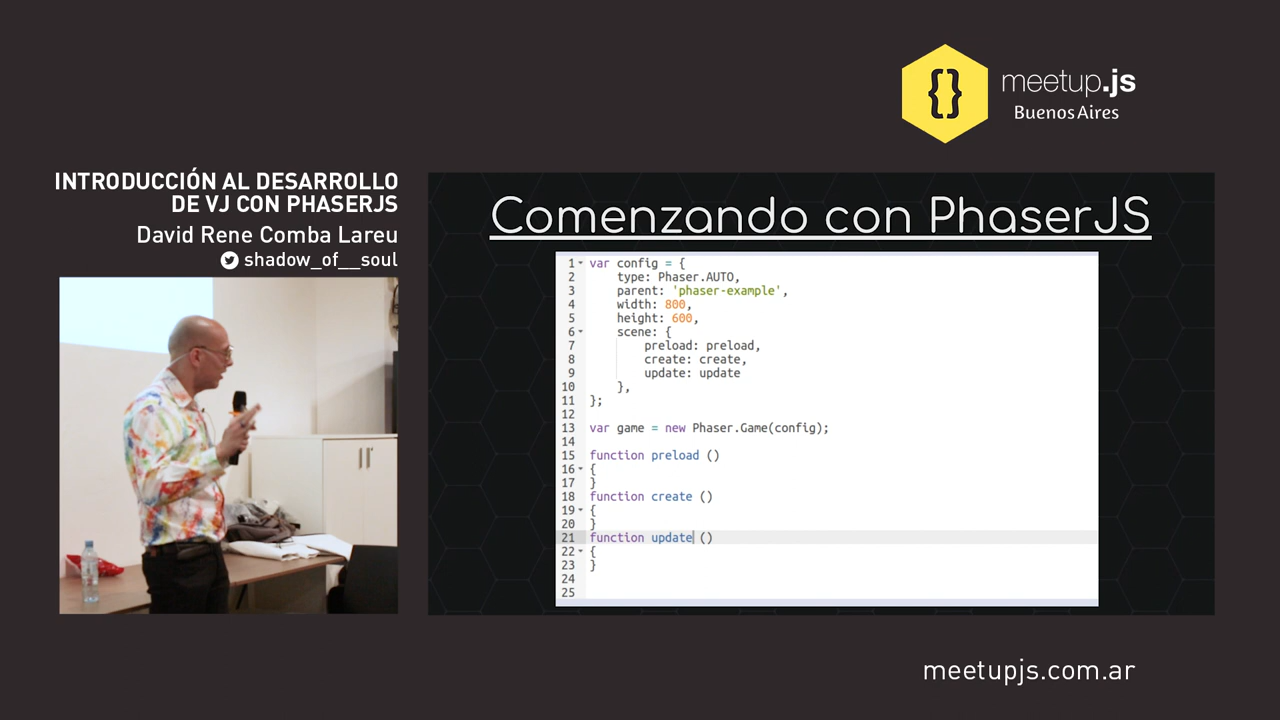 {}
meetup.js
Buenos Aires
INTRODUCCIÓN AL DESARROLLO
DE VJ CON PHASERJS
David Rene Comba Lareu
shadow_of__soul
Comenzando con PhaserJS
1 var config = {
2 type: Phaser.AUTO,
3 parent: 'phaser-example',
4 width: 800,
5 height: 600,
6 scene: {
7 preload: preload,
8 create: create,
9 update: update
10 },
11 };
12
13 var game = new Phaser.Game(config);
14
15 function preload ()
16 {
17 }
18 function create ()
19 {
20 }
21 function update ()
22 {
23 }
24
25
meetupjs.com.ar